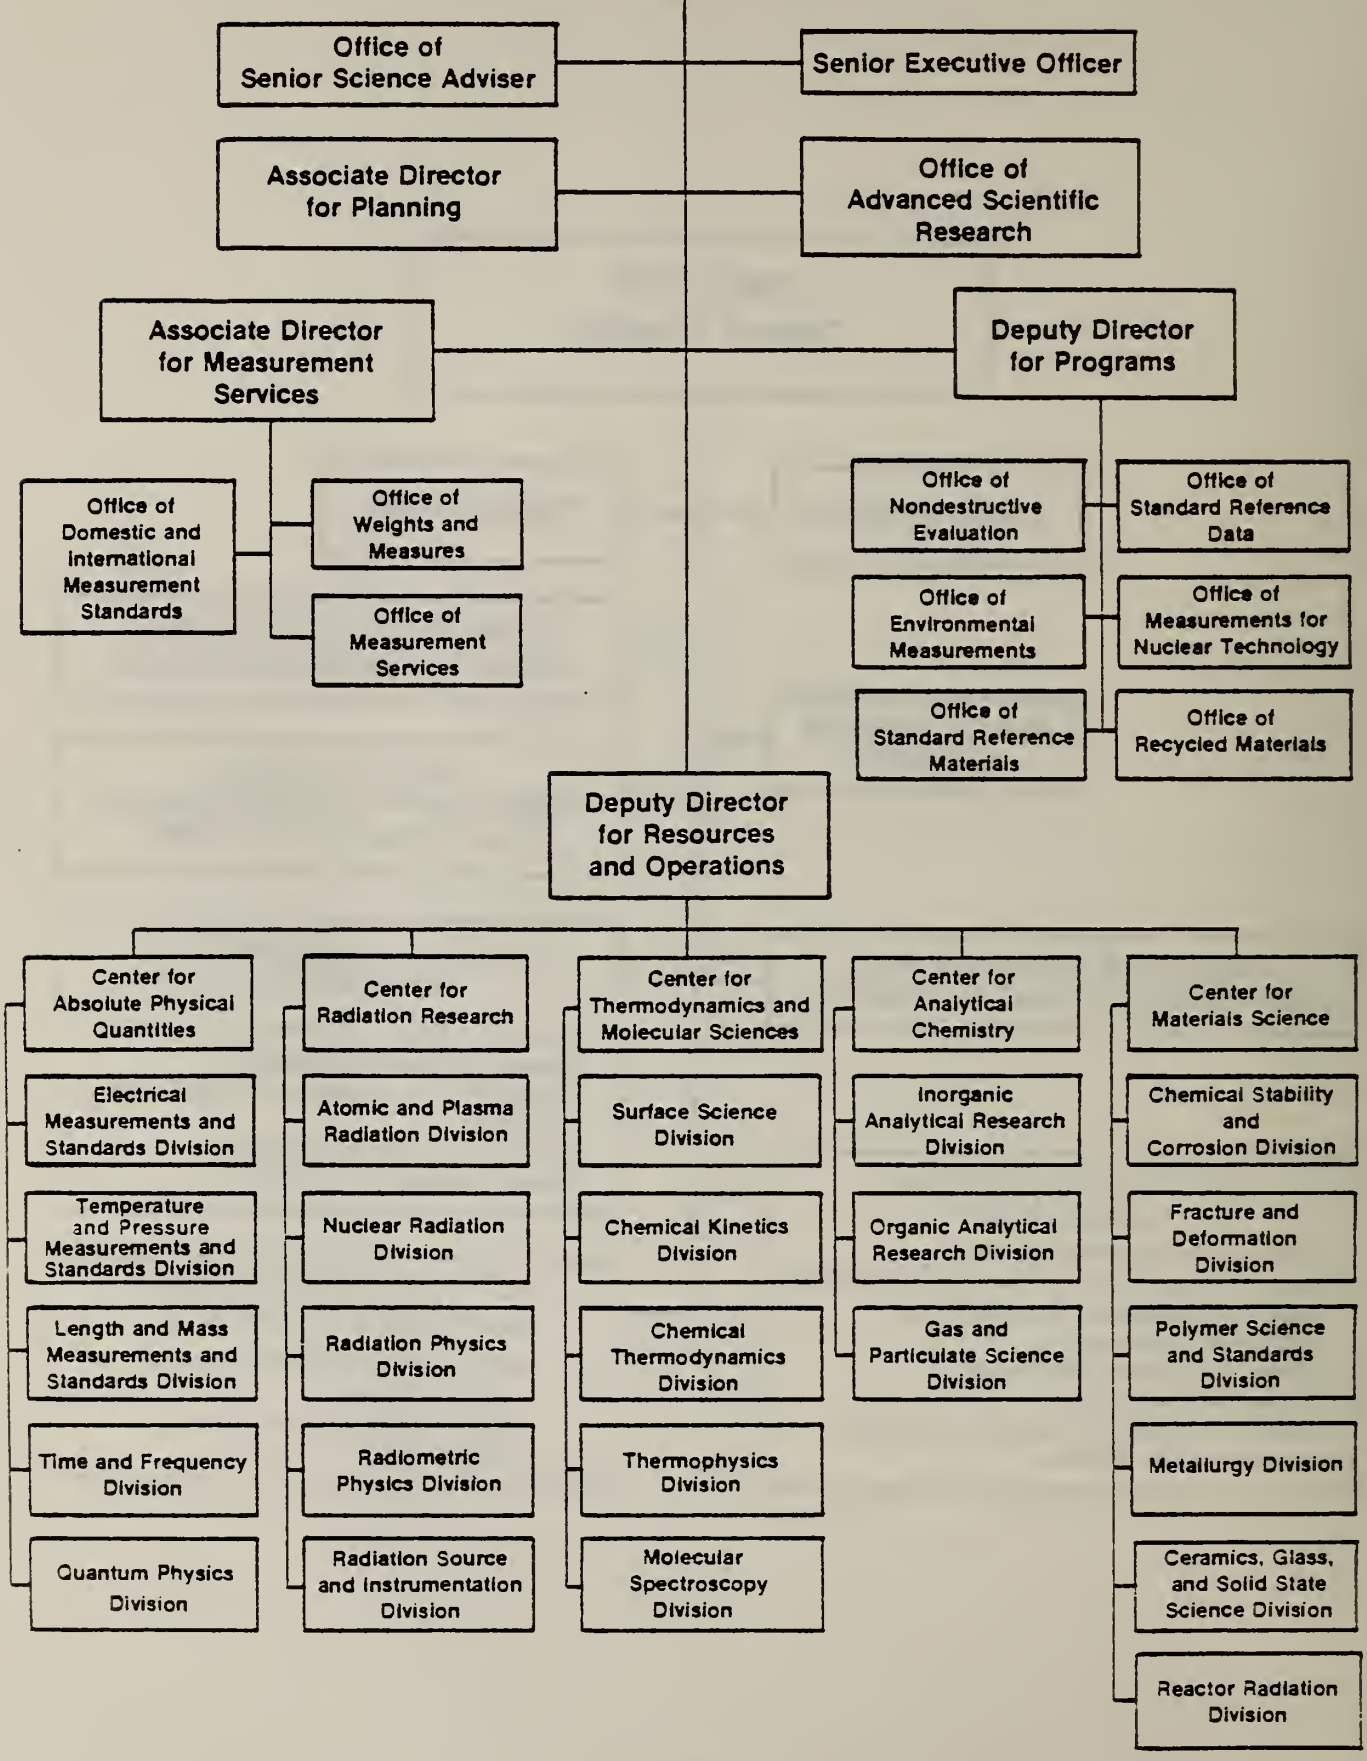 Office of
Senior Science Adviser
Senior Executive Officer
Associate Director
for Planning
Office of
Advanced Scientific
Research
Associate Director
for Measurement
Services
Deputy Director
for Programs
Office of
Domestic and
International
Measurement
Standards
Office of
Weights and
Measures
Office of
Measurement
Services
Office of
Nondestructive
Evaluation
Office of
Standard Reference
Data
Office of
Environmental
Measurements
Office of
Measurements for
Nuclear Technology
Office of
Standard Reference
Materials
Office of
Recycled Materials
Deputy Director
for Resources
and Operations
Center for
Absolute Physical
Quantities
Electrical
Measurements and
Standards Division
Temperature
and Pressure
Measurements and
Standards Division
Length and Mass
Measurements and
Standards Division
Time and Frequency
Division
Quantum Physics
Division
Center for
Radiation Research
Atomic and Plasma
Radiation Division
Nuclear Radiation
Division
Radiation Physics
Division
Radiometric
Physics Division
Radiation Source
and Instrumentation
Division
Center for
Thermodynamics and
Molecular Sciences
Surface Science
Division
Chemical Kinetics
Division
Chemical
Thermodynamics
Division
Thermophysics
Division
Molecular
Spectroscopy
Division
Center for
Analytical
Chemistry
Inorganic
Analytical Research
Division
Organic Analytical
Research Division
Gas and
Particulate Science
Division
Center for
Materials Science
Chemical Stability
and
Corrosion Division
Fracture and
Deformation
Division
Polymer Science
and Standards
Division
Metallurgy Division
Ceramics, Glass,
and Solid State
Science Division
Reactor Radiation
Division